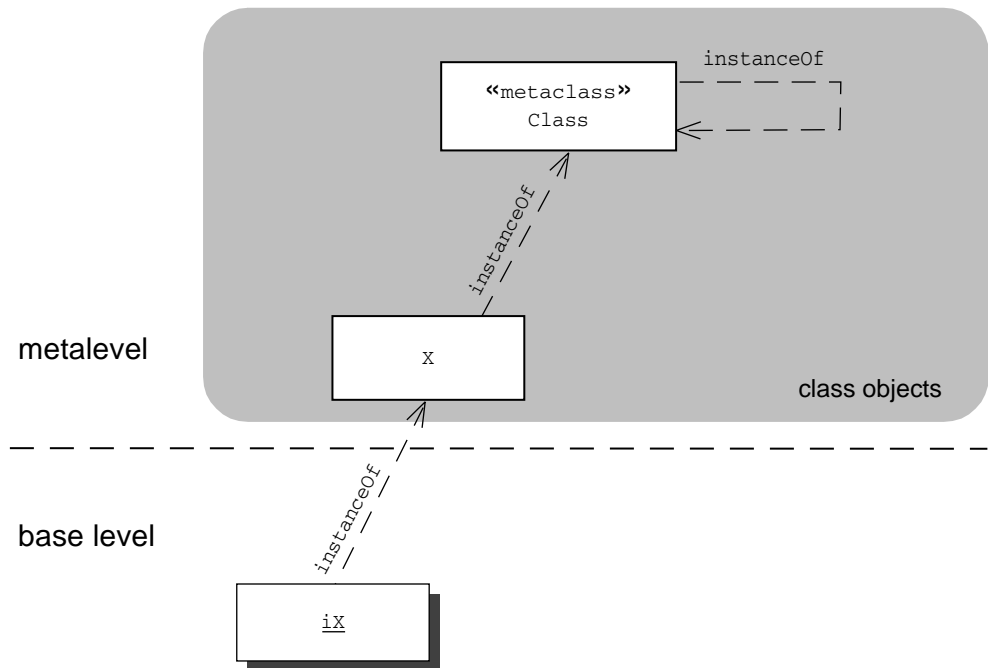 instanceOf
«metaclass»
Class
instanceOf
metalevel
X
class objects
instanceOf
base level
iX